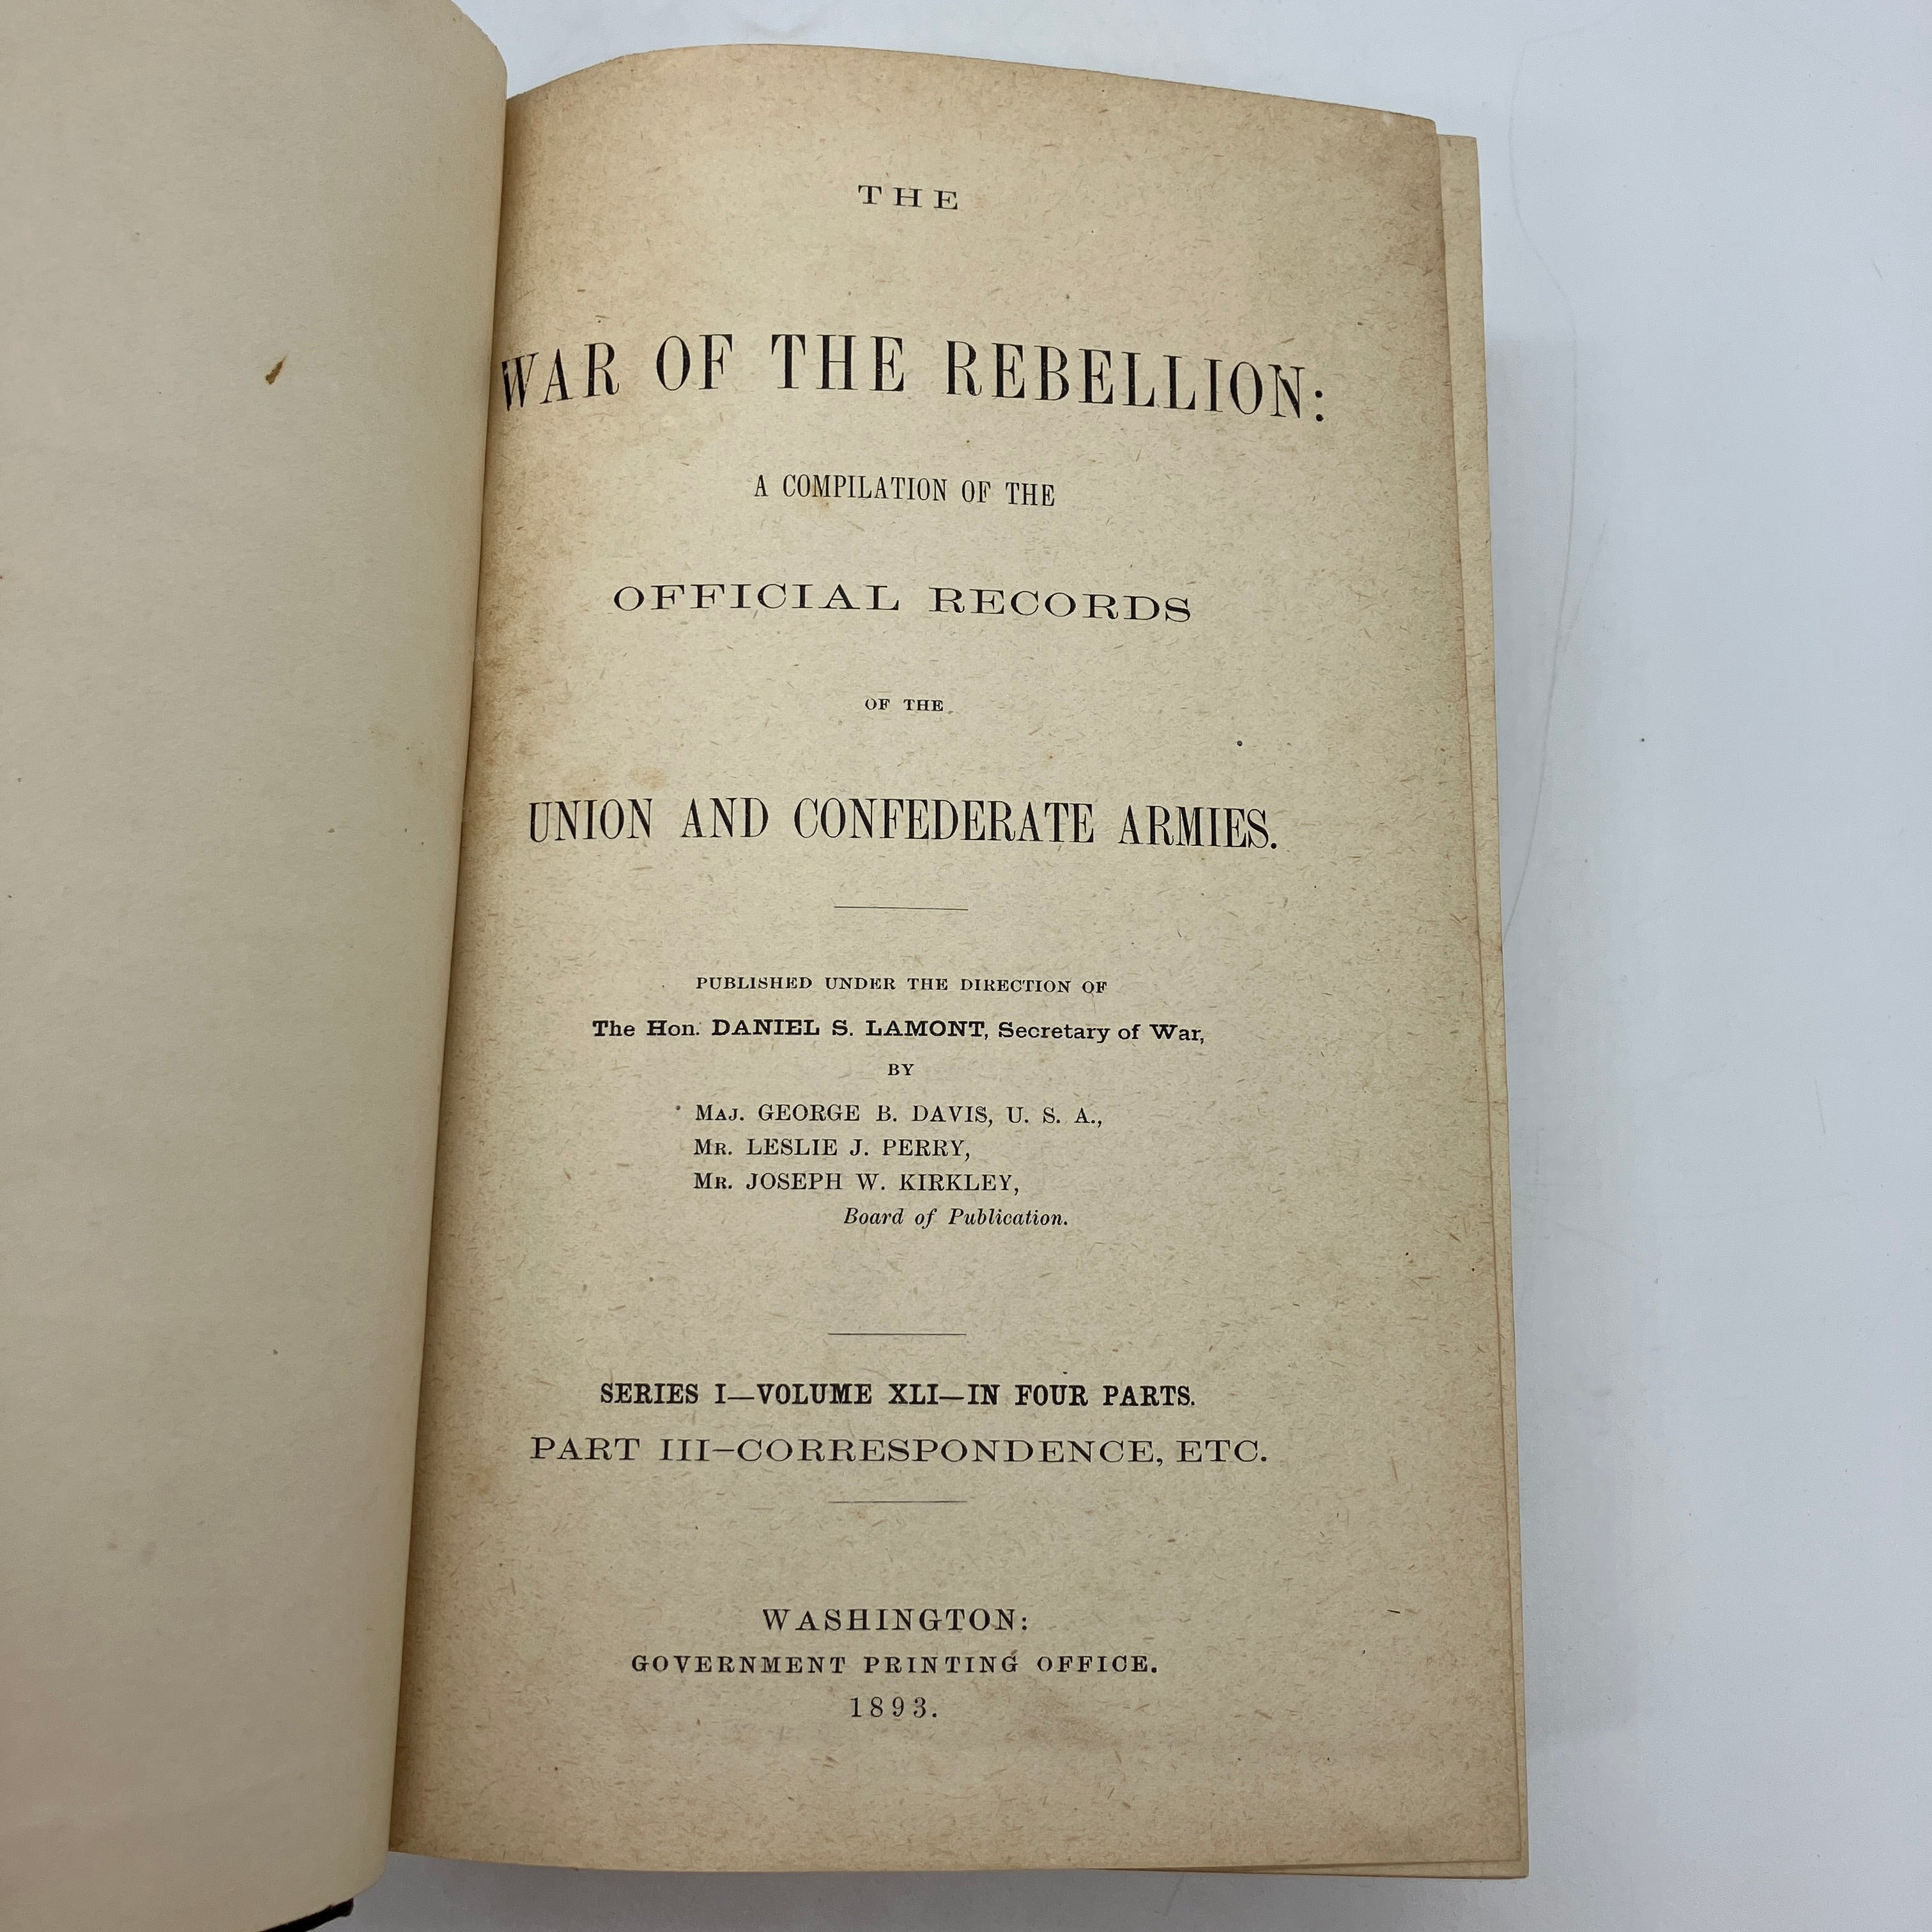 THE
WAR OF THE REBELLION:
A COMPILATION OF THE
OFFICIAL RECORDS
OF THE
UNION AND CONFEDERATE ARMIES.
PUBLISHED UNDER THE DIRECTION OF
The Hon. DANIEL S. LAMONT, Secretary of War,
BY
MAJ. GEORGE B. DAVIS, U. S. A.,
MR. LESLIE J. PERRY,
MR. JOSEPH W. KIRKLEY,
Board of Publication.
SERIES I—VOLUME XLI—IN FOUR PARTS.
PART III–CORRESPONDENCE, ETC.
WASHINGTON:
GOVERNMENT PRINTING OFFICE.
1893.